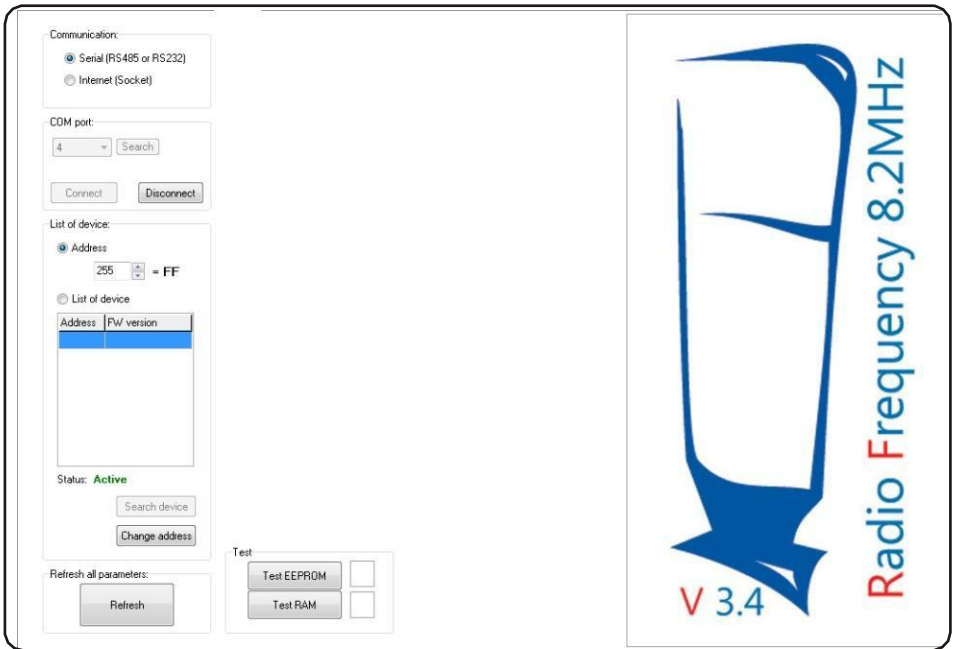 Communication:
Serial (RS485 or RS232)
Internet (Socket)
COM port:
4 Search
Connect Disconnect
List of device:
Address
255 = FF
List of device
Address FW version
Status: Active
Search device
Change address
Refresh all parameters:
Refresh
Test
Test EEPROM
Test RAM
Radio Frequency 8.2MHz
V 3.4